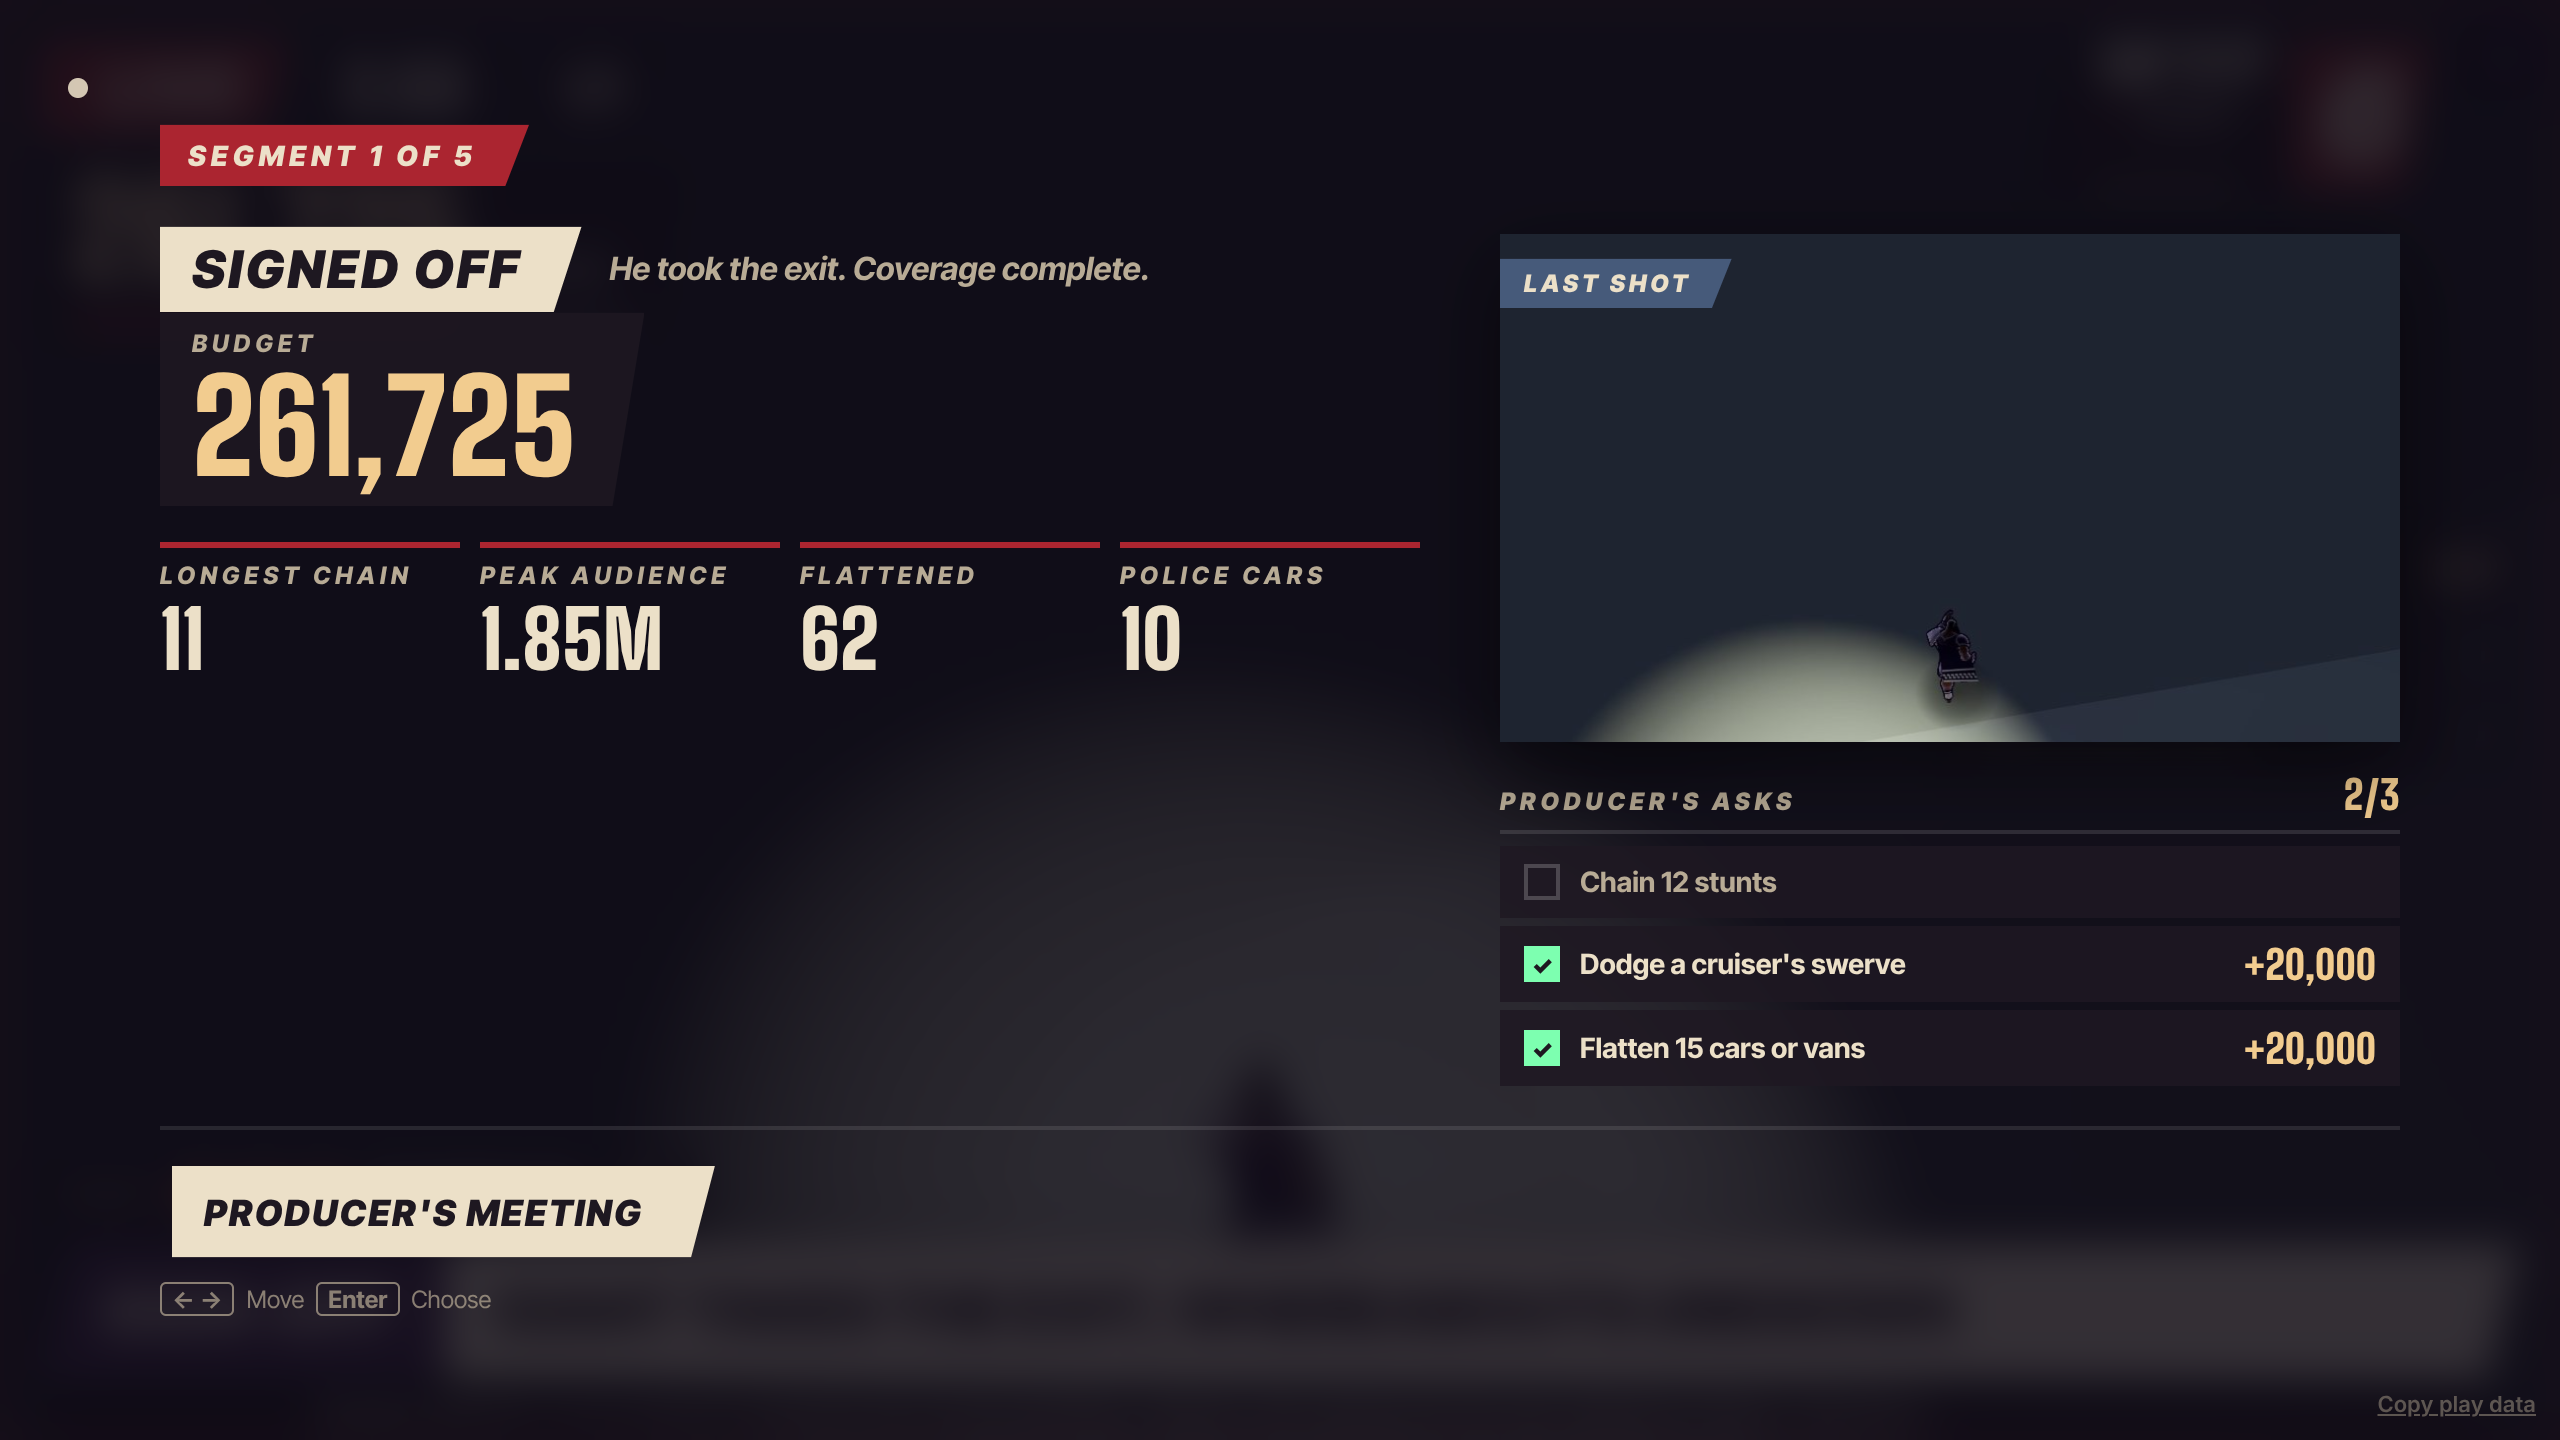 SEGMENT 1 OF 5
SIGNED OFF
He took the exit. Coverage complete.
BUDGET
261,725
LONGEST CHAIN
11
PEAK AUDIENCE
1.85M
FLATTENED
62
POLICE CARS
10
LAST SHOT
PRODUCER'S ASKS
2/3
Chain 12 stunts
Dodge a cruiser's swerve
+20,000
Flatten 15 cars or vans
+20,000
PRODUCER'S MEETING
← → Move Enter Choose
Copy play data